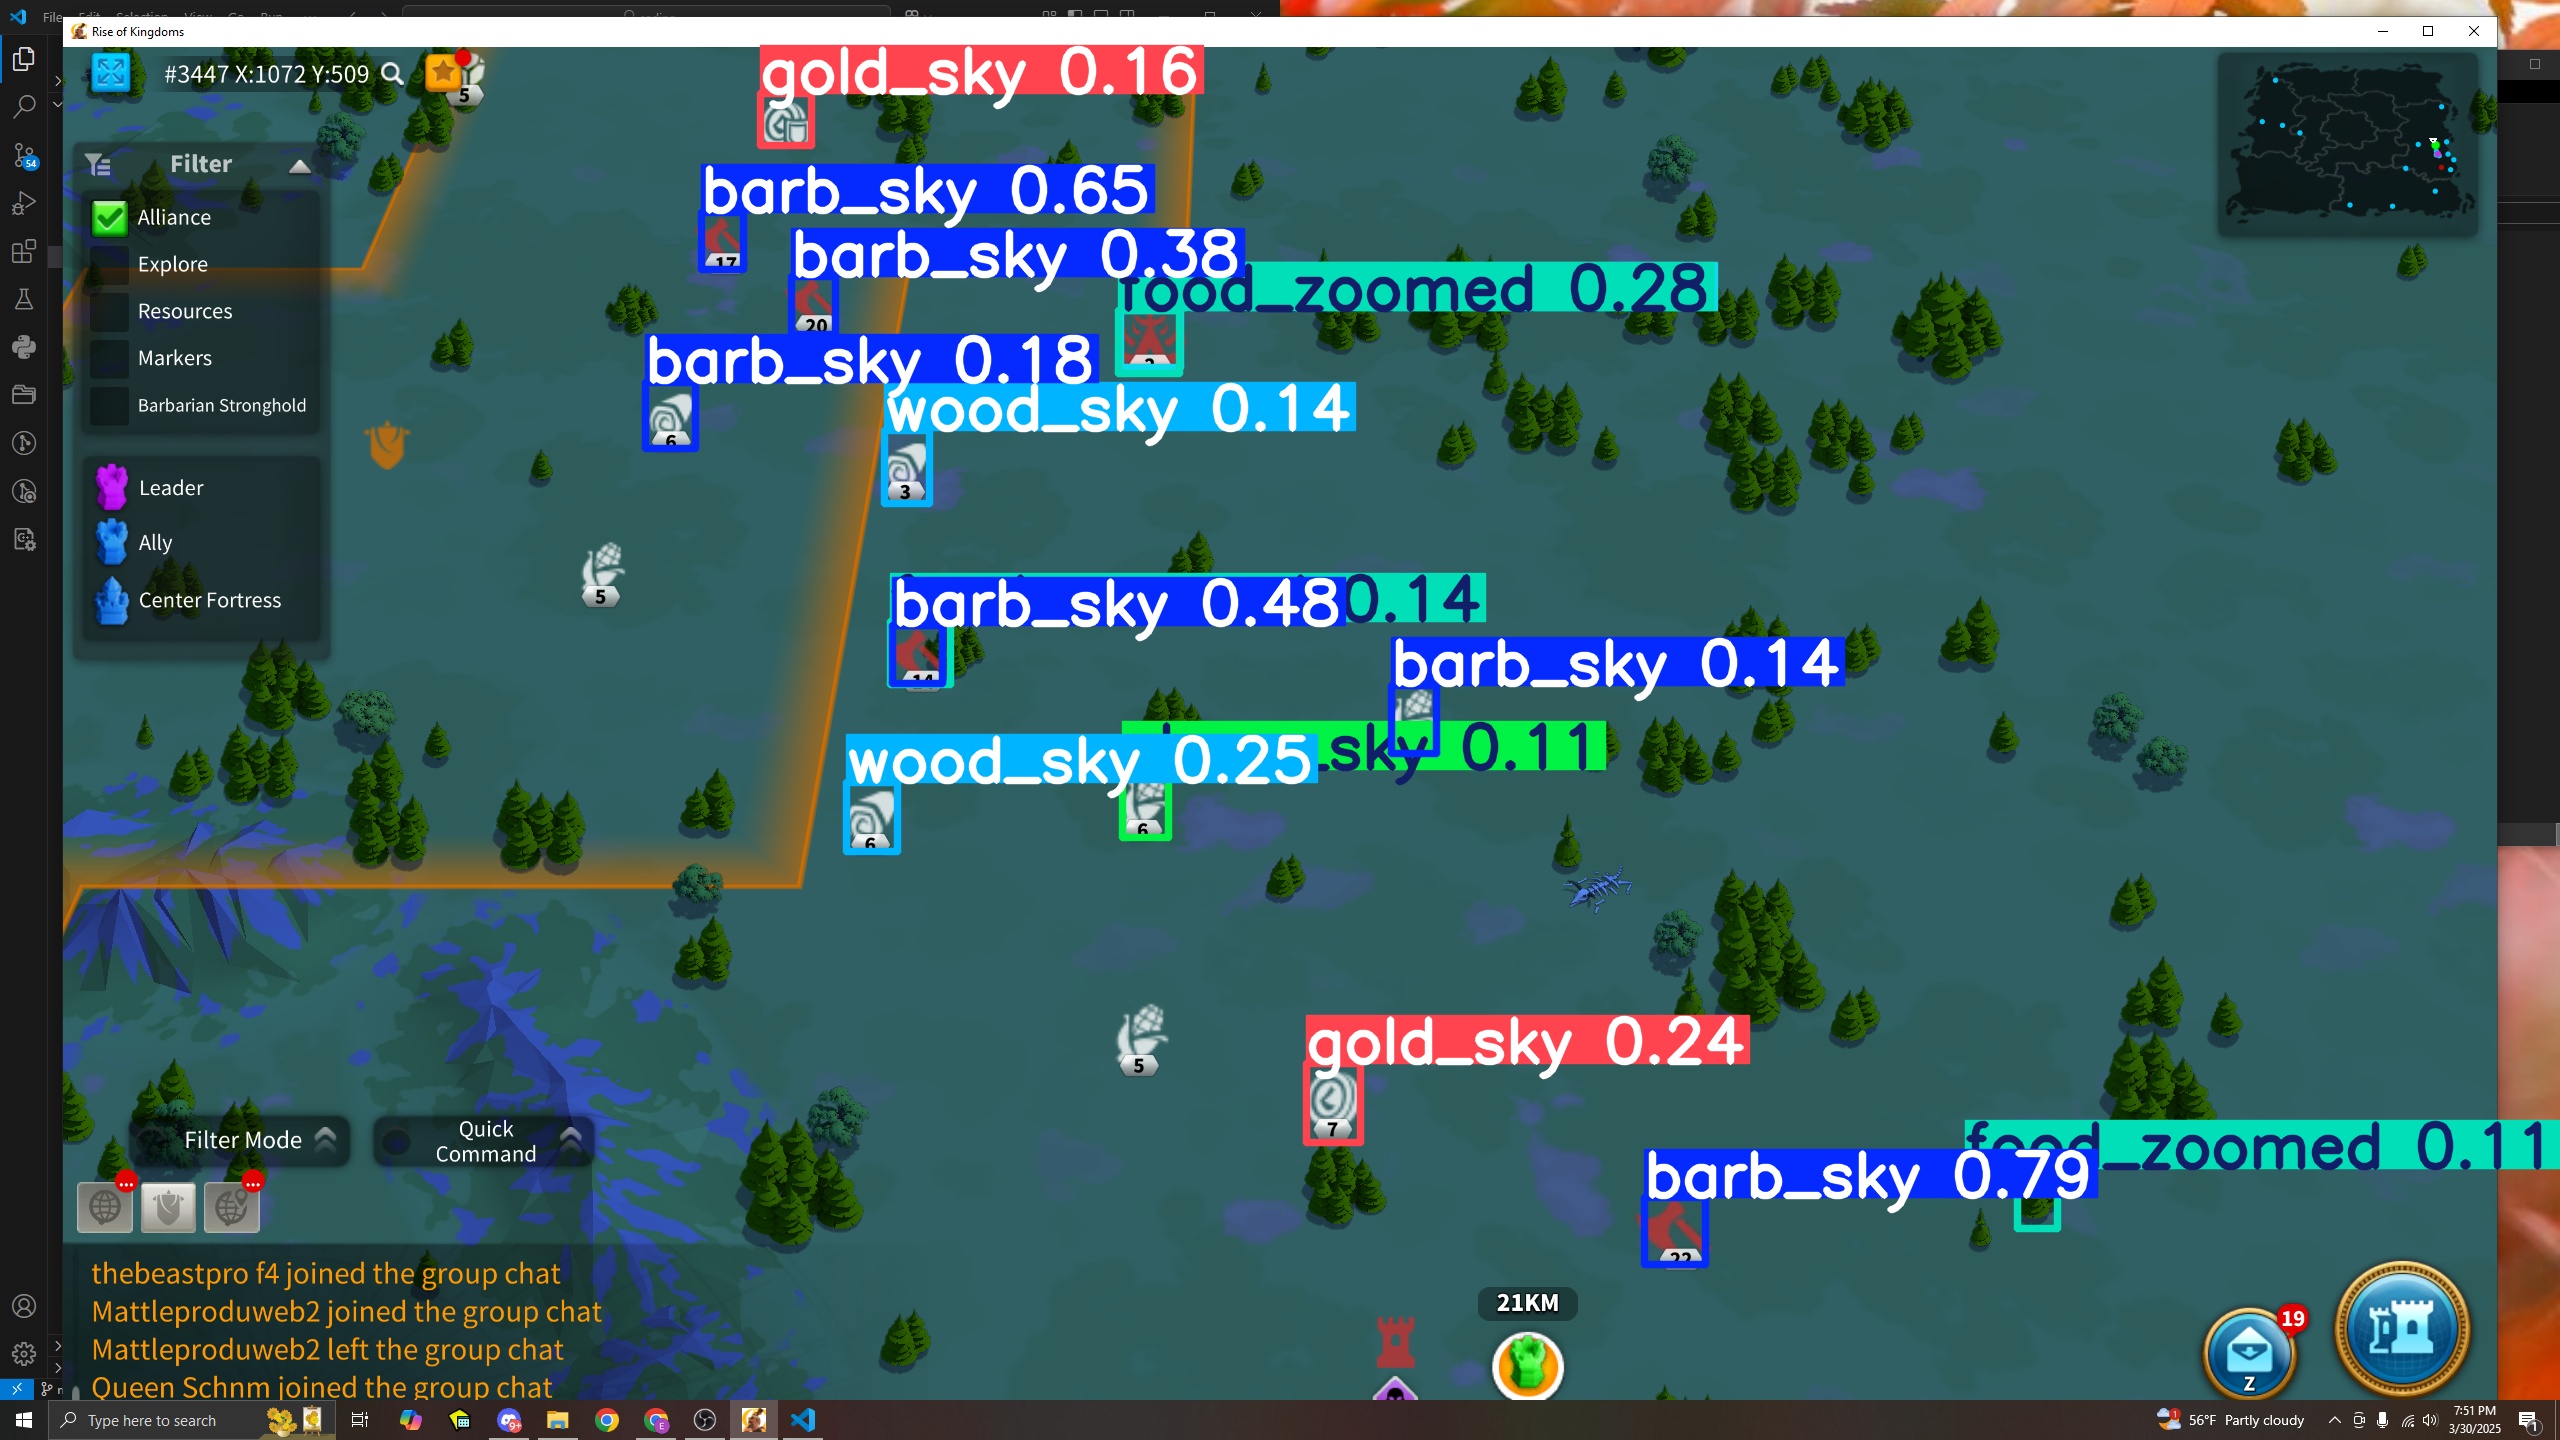 File
Rise of Kingdoms
#3447 X:1072 Y:509
5
gold_sky 0.16
Filter
Alliance
Explore
Resources
Markers
Barbarian Stronghold
Leader
Ally
Center Fortress
barb_sky 0.65
17
barb_sky 0.38
20
food_zoomed 0.28
barb_sky 0.18
6
wood_sky 0.14
3
5
barb_sky 0.48
0.14
14
barb_sky 0.14
wood_sky 0.25
_sky 0.11
6
6
5
gold_sky 0.24
7
food_zoomed 0.11
barb_sky 0.79
22
Filter Mode
Quick
Command
thebeastpro f4 joined the group chat
Mattleproduweb2 joined the group chat
Mattleproduweb2 left the group chat
Queen Schnm joined the group chat
21KM
19
Z
54
Type here to search
56°F Partly cloudy
7:51 PM
3/30/2025